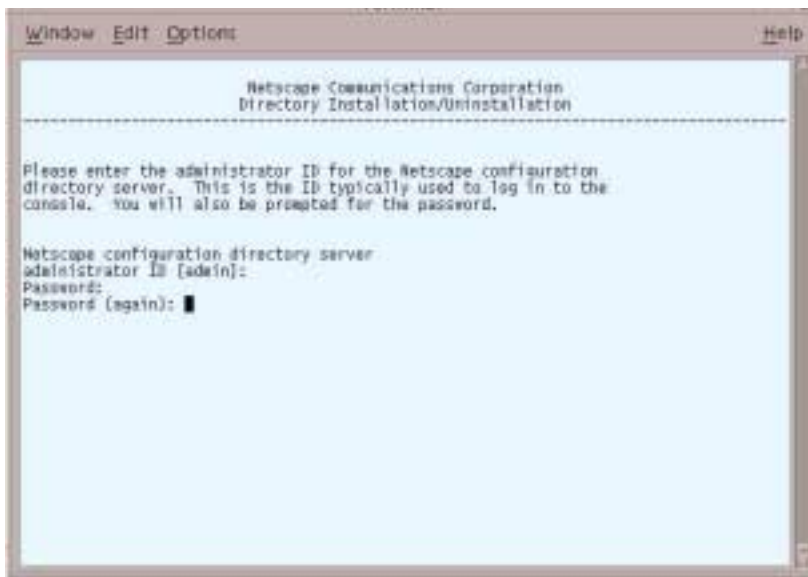 Window Edit Options Help
Netscape Communications Corporation
Directory Installation/Uninstallation
Please enter the administrator ID for the Netscape configuration
directory server. This is the ID typically used to log in to the
console. You will also be prompted for the password.
Netscape configuration directory server
administrator ID [admin]:
Password:
Password (again):